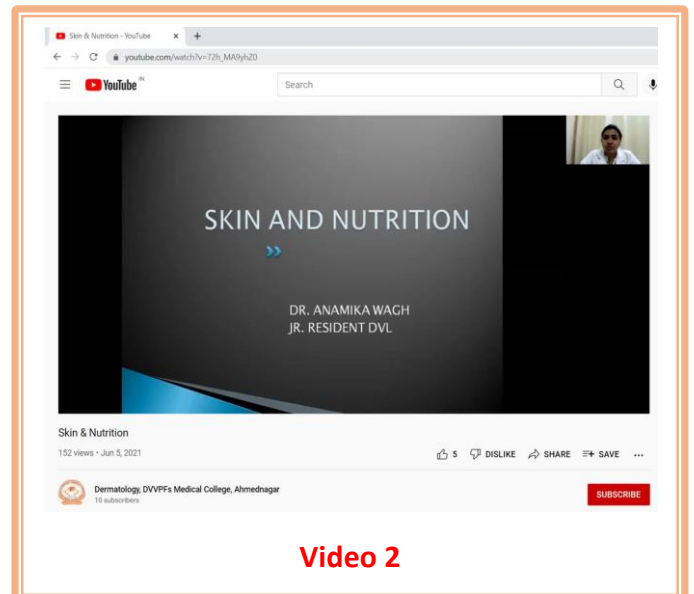 Skin & Nutrition - YouTube
youtube.com/watch?v=72h_MA9yhZ0
YouTube IN
Search
SKIN AND NUTRITION
DR. ANAMIKA WAGH
JR. RESIDENT DVL
Skin & Nutrition
152 views • Jun 5, 2021
5 DISLIKE SHARE SAVE
Dermatology, DVVPFs Medical College, Ahmednagar
10 subscribers
SUBSCRIBE
Video 2